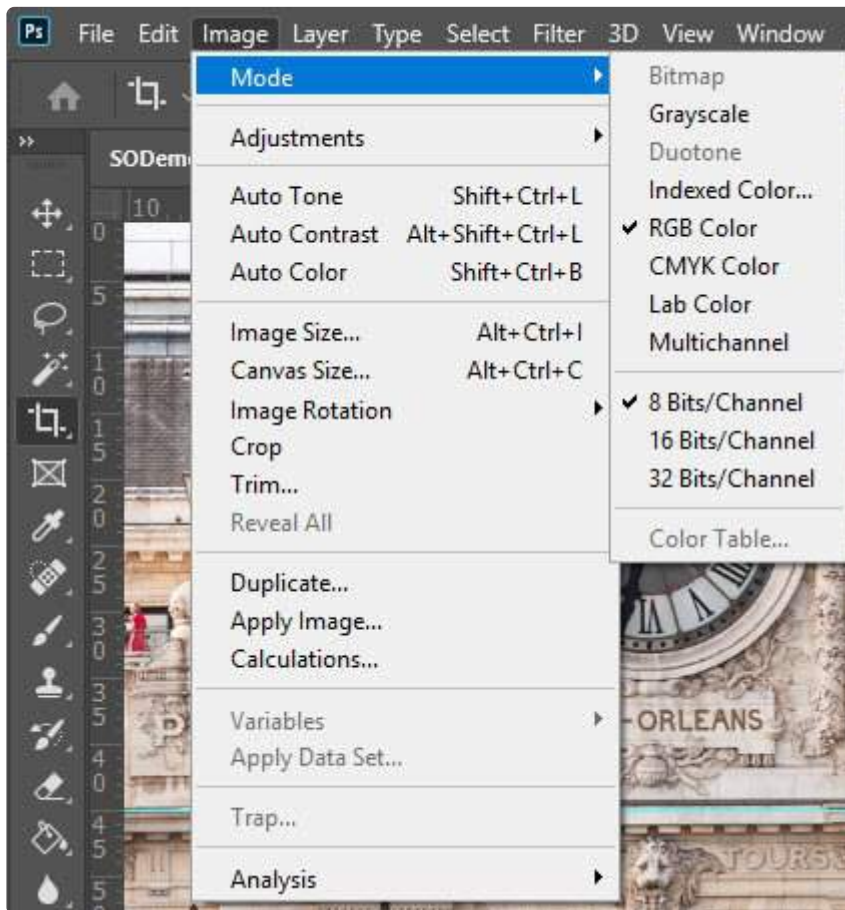 Ps File Edit Image Layer Type Select Filter 3D View Window
Mode
Adjustments
Auto Tone Shift+Ctrl+L
Auto Contrast Alt+Shift+Ctrl+L
Auto Color Shift+Ctrl+B
Image Size... Alt+Ctrl+I
Canvas Size... Alt+Ctrl+C
Image Rotation
Crop
Trim...
Reveal All
Duplicate...
Apply Image...
Calculations...
Variables
Apply Data Set...
Trap...
Analysis
Bitmap
Grayscale
Duotone
Indexed Color...
RGB Color
CMYK Color
Lab Color
Multichannel
8 Bits/Channel
16 Bits/Channel
32 Bits/Channel
Color Table...
SODem
10
0
5
10
15
20
25
30
35
40
45
5
VI
V
P
ORLEANS
TOURS